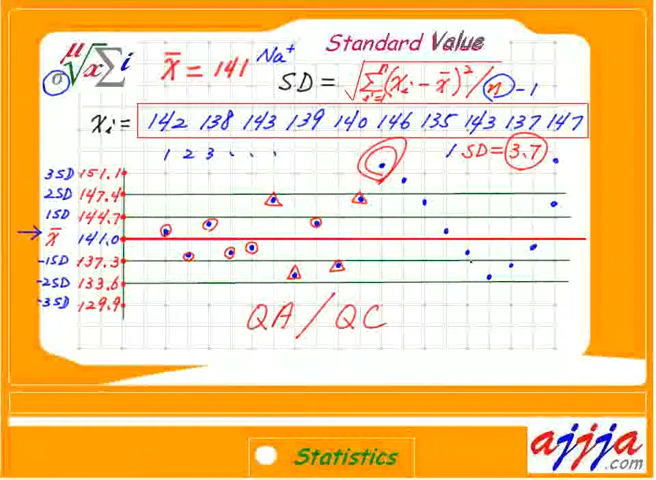 Standard Value
μ
σ √x Σ i
x̄ = 141 Na+
SD = √Σ(xi - x̄)²/n - 1
i=1
n
xi = 142 138 143 139 140 146 135 143 137 147
1 2 3 . . . .
1 SD = 3.7
3SD 151.1
2SD 147.4
1SD 144.7
→ x̄ 141.0
-1SD 137.3
-2SD 133.6
-3SD 129.9
QA / QC
Statistics
ajjja
.com